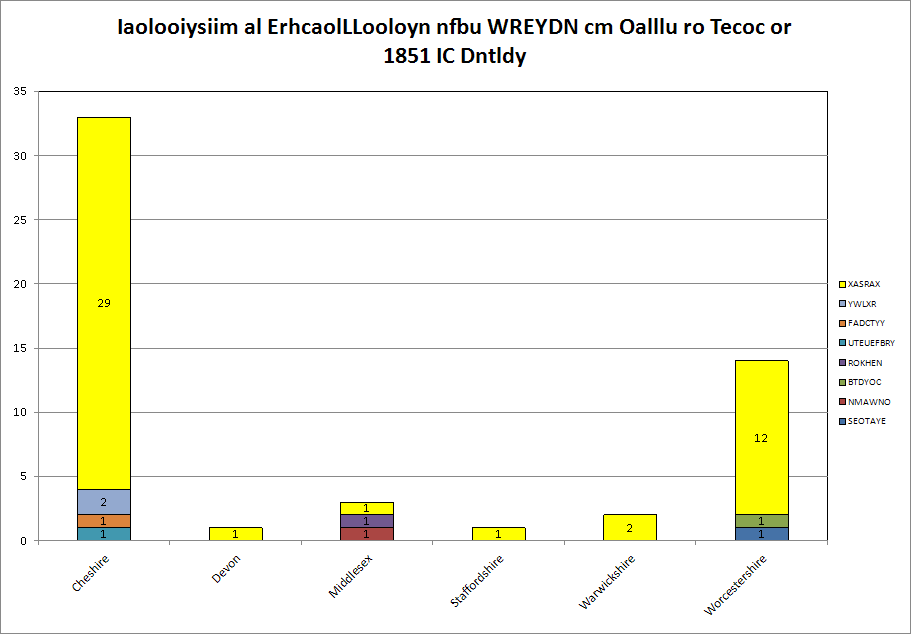 Iaolooiysiim al ErhcaolLLooloyn nfbu WREYDN cm Oalllu ro Tecoc or
1851 IC DntIdy
35
30
25
20
15
10
5
0
29
2
1
1
1
1
1
1
1
2
12
1
1
Cheshire
Devon
Middlesex
Staffordshire
Warwickshire
Worcestershire
XASRAX
YWLXR
FADCTYY
UTEUEFBRY
ROKHEN
BTDYOC
NMAWNO
SEOTAYE